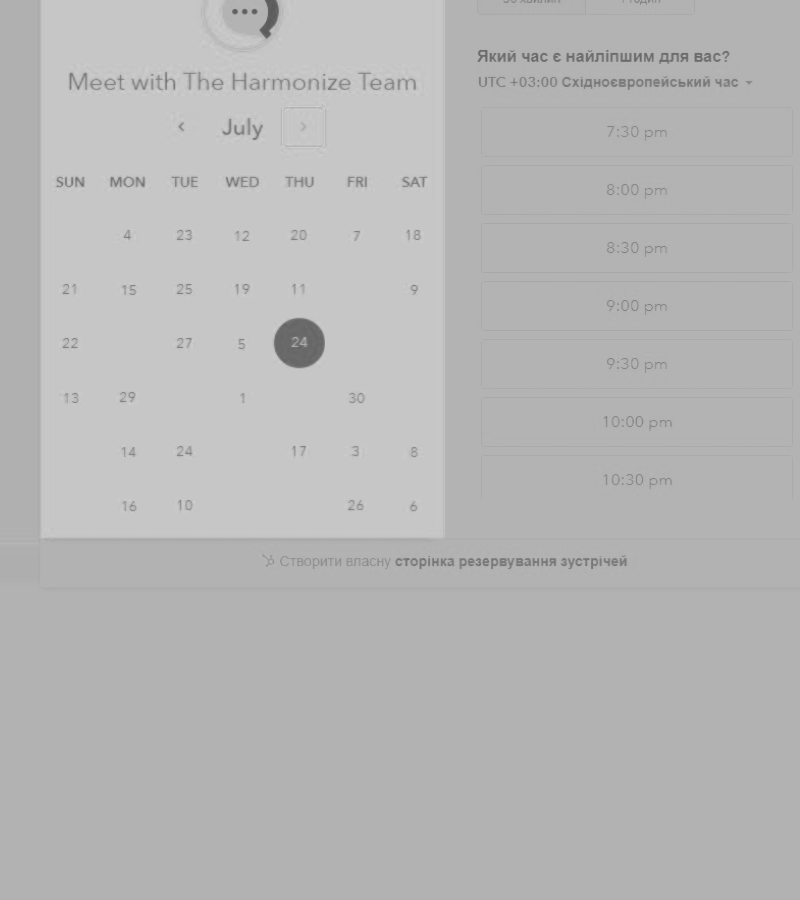 Meet with The Harmonize Team
July
SUN MON TUE WED THU FRI SAT
4 23 12 20 7 18
21 15 25 19 11 9
22 27 5 24
13 29 1 30
14 24 17 3 8
16 10 26 6
Який час є найліпшим для вас?
UTC +03:00 Східноєвропейський час
7:30 pm
8:00 pm
8:30 pm
9:00 pm
9:30 pm
10:00 pm
10:30 pm
Створити власну сторінка резервування зустрічей